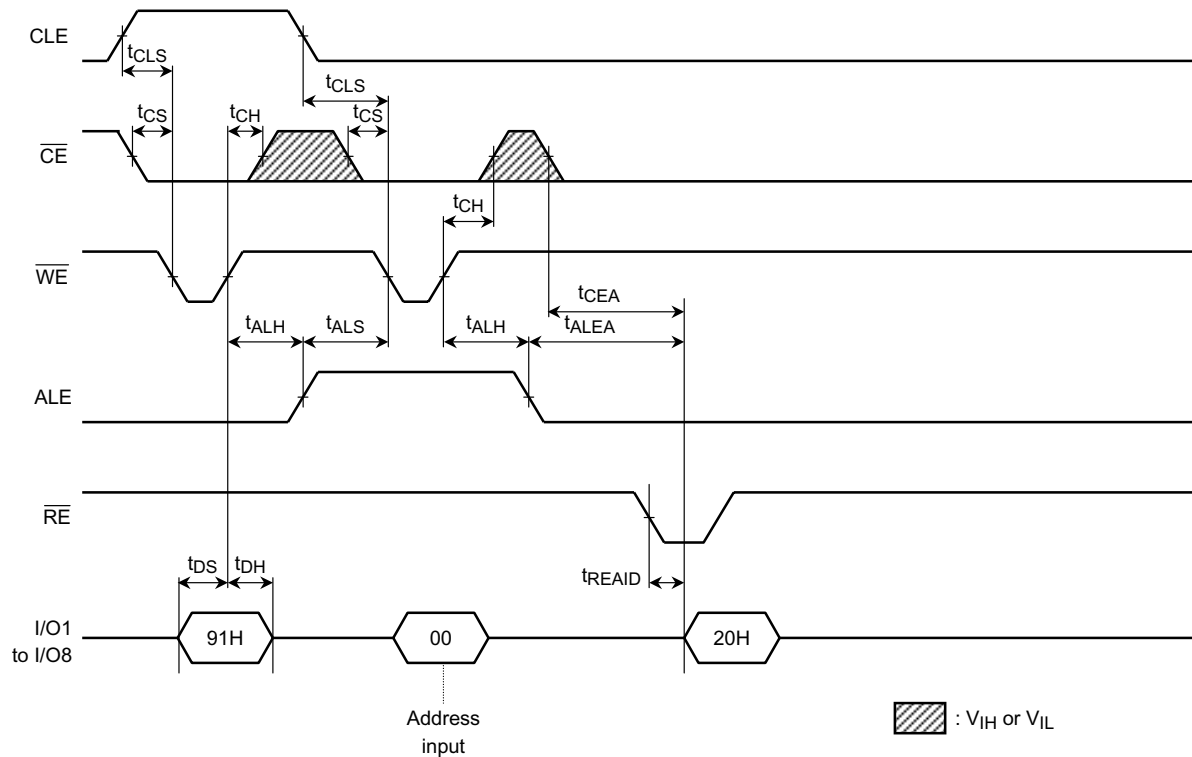 CLE
tCLS
tCLS
tCS
tCH
tCS
CE
tCH
WE
tCEA
tALH
tALS
tALH
tALEA
ALE
RE
tDS
tDH
tREAID
I/O1
to I/O8
91H
00
20H
Address
input
: VIH or VIL